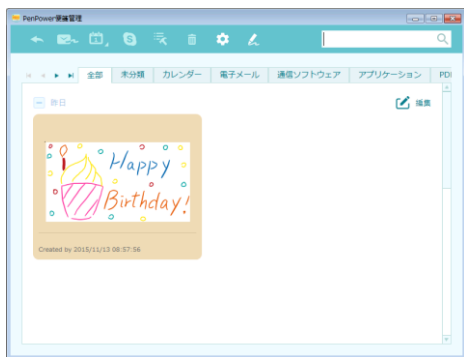 PenPower便箋管理
全部 未分類 カレンダー 電子メール 通信ソフトウェア アプリケーション PDF
昨日 編集
Happy
Birthday!
Created by 2015/11/13 08:57:56